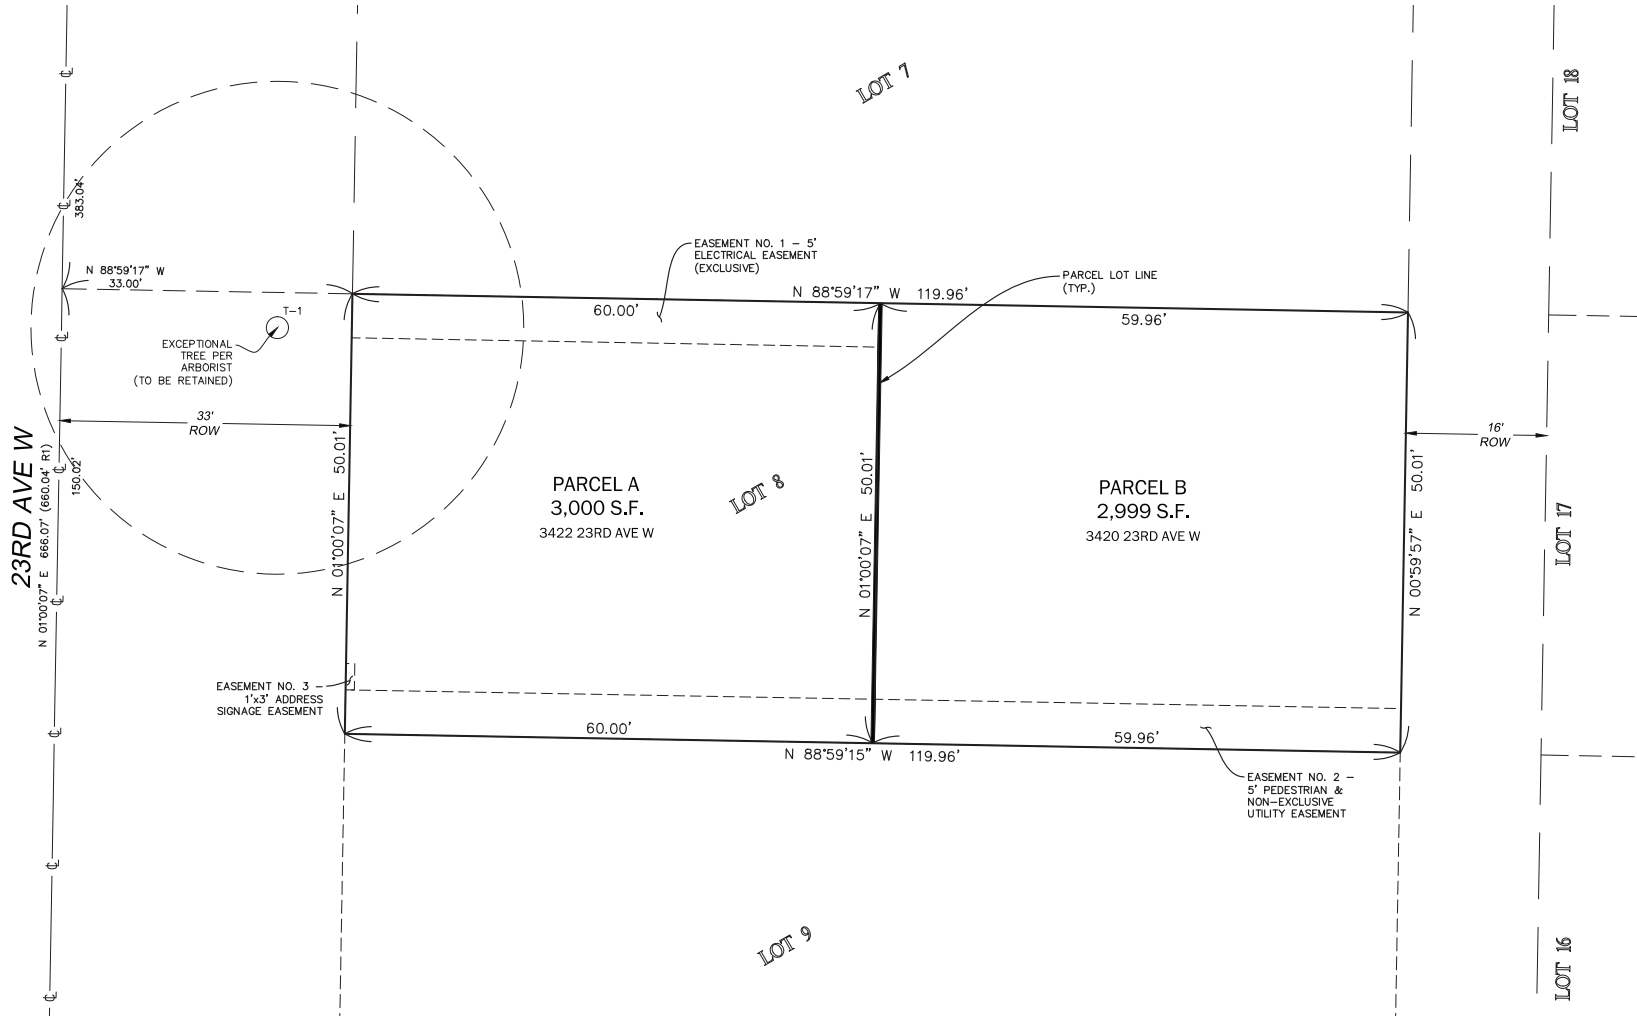 LOT 7
LOT 18
383.04'
N 88°59'17" W
33.00'
EASEMENT NO. 1 – 5'
ELECTRICAL EASEMENT
(EXCLUSIVE)
PARCEL LOT LINE
(TYP.)
N 88°59'17" W 119.96'
60.00'
59.96'
T–1
EXCEPTIONAL
TREE PER
ARBORIST
(TO BE RETAINED)
33'
ROW
16'
ROW
23RD AVE W
N 01°00'07" E 666.07' (660.04' R1)
150.02'
N 01°00'07" E 50.01'
PARCEL A
3,000 S.F.
3422 23RD AVE W
LOT 8
N 01°00'07" E 50.01'
PARCEL B
2,999 S.F.
3420 23RD AVE W
N 00°59'57" E 50.01'
LOT 17
EASEMENT NO. 3 –
1'x3' ADDRESS
SIGNAGE EASEMENT
60.00'
59.96'
N 88°59'15" W 119.96'
EASEMENT NO. 2 –
5' PEDESTRIAN &
NON–EXCLUSIVE
UTILITY EASEMENT
LOT 9
LOT 16